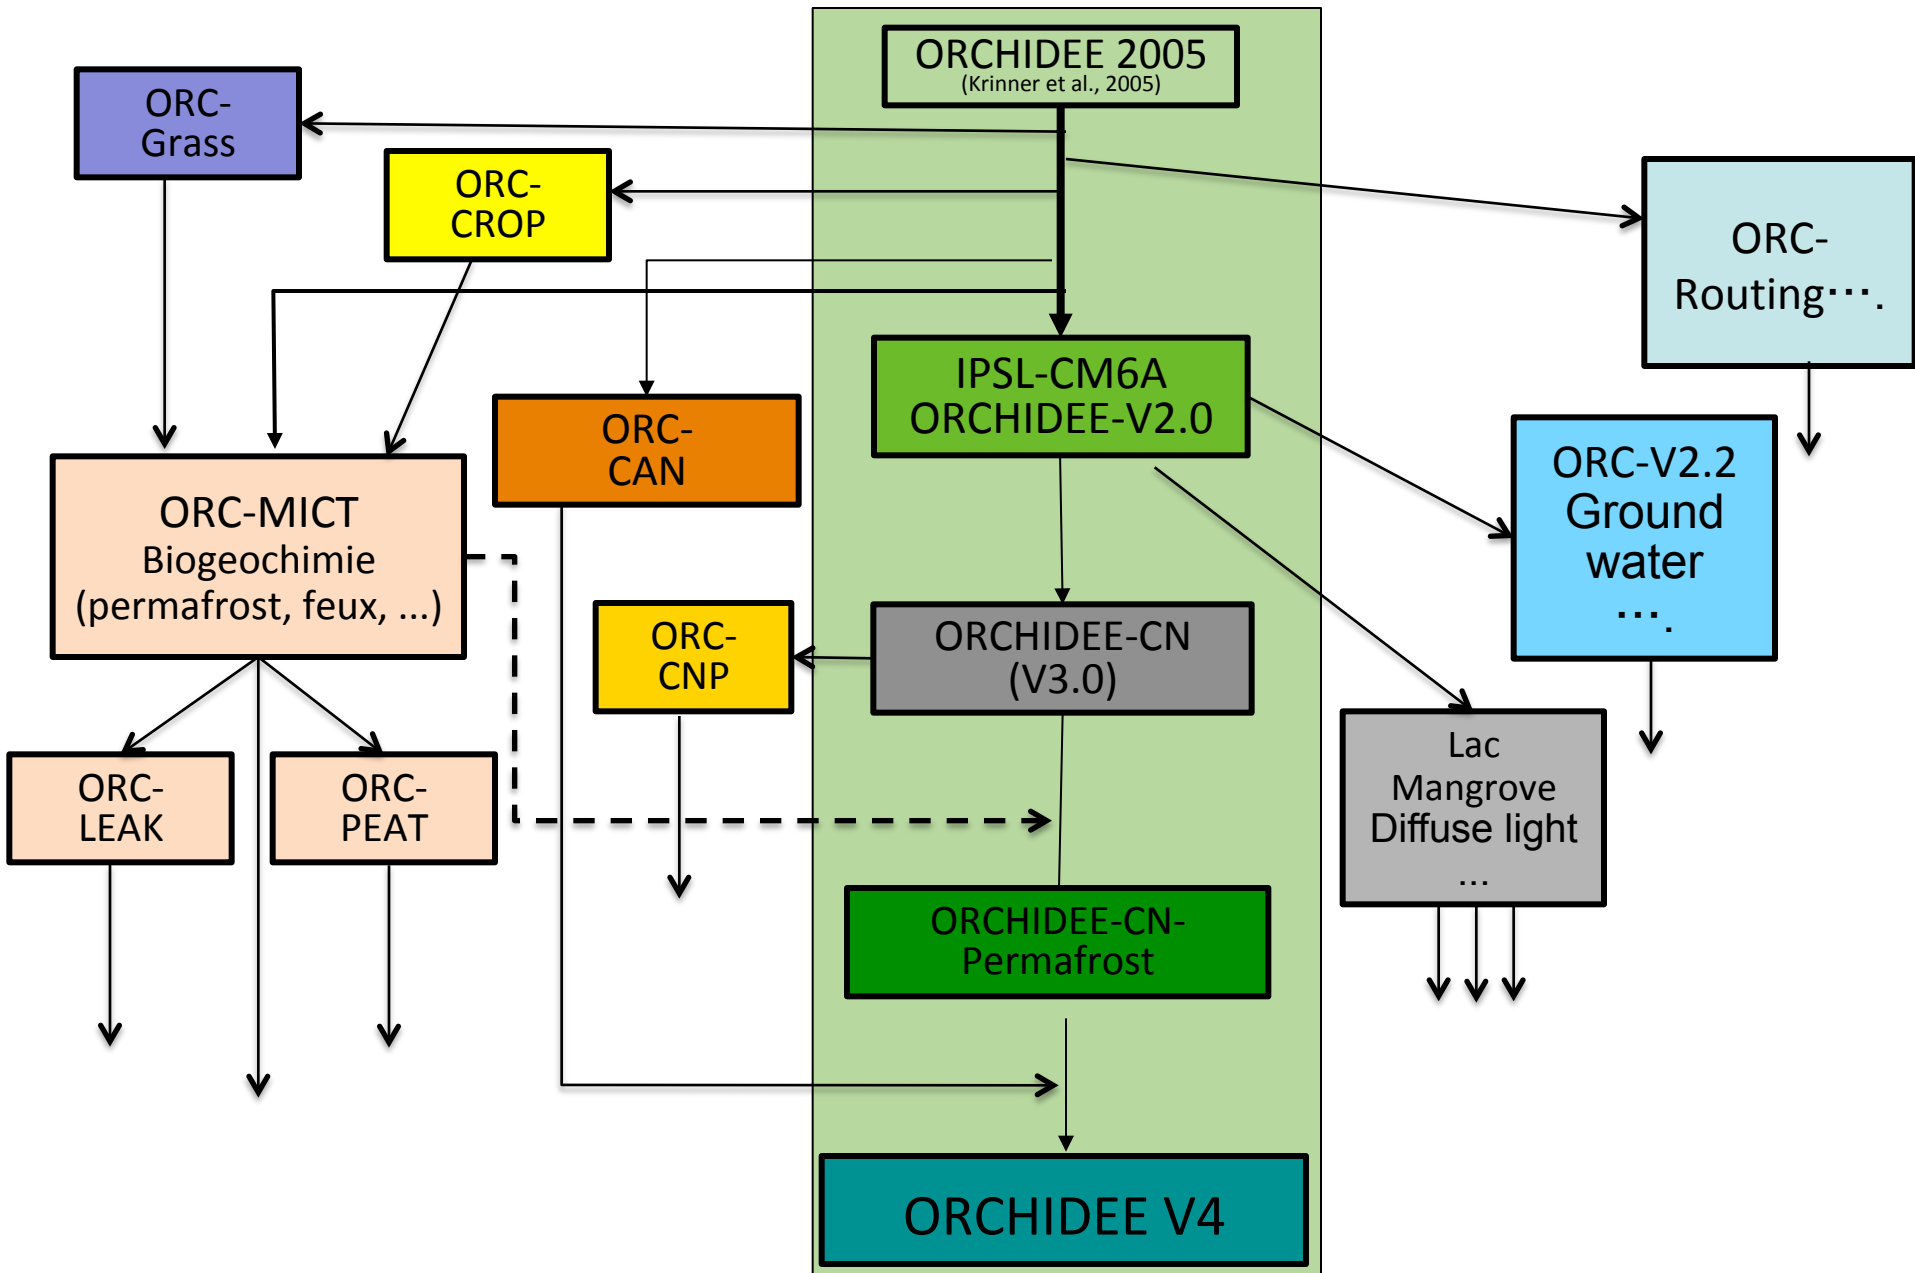 ORCHIDEE 2005
(Krinner et al., 2005)
ORC-
Grass
ORC-
CROP
ORC-
Routing….
IPSL-CM6A
ORCHIDEE-V2.0
ORC-
CAN
ORC-V2.2
Ground
water
….
ORC-MICT
Biogeochimie
(permafrost, feux, ...)
ORC-
CNP
ORCHIDEE-CN
(V3.0)
Lac
Mangrove
Diffuse light
...
ORC-
LEAK
ORC-
PEAT
ORCHIDEE-CN-
Permafrost
ORCHIDEE V4